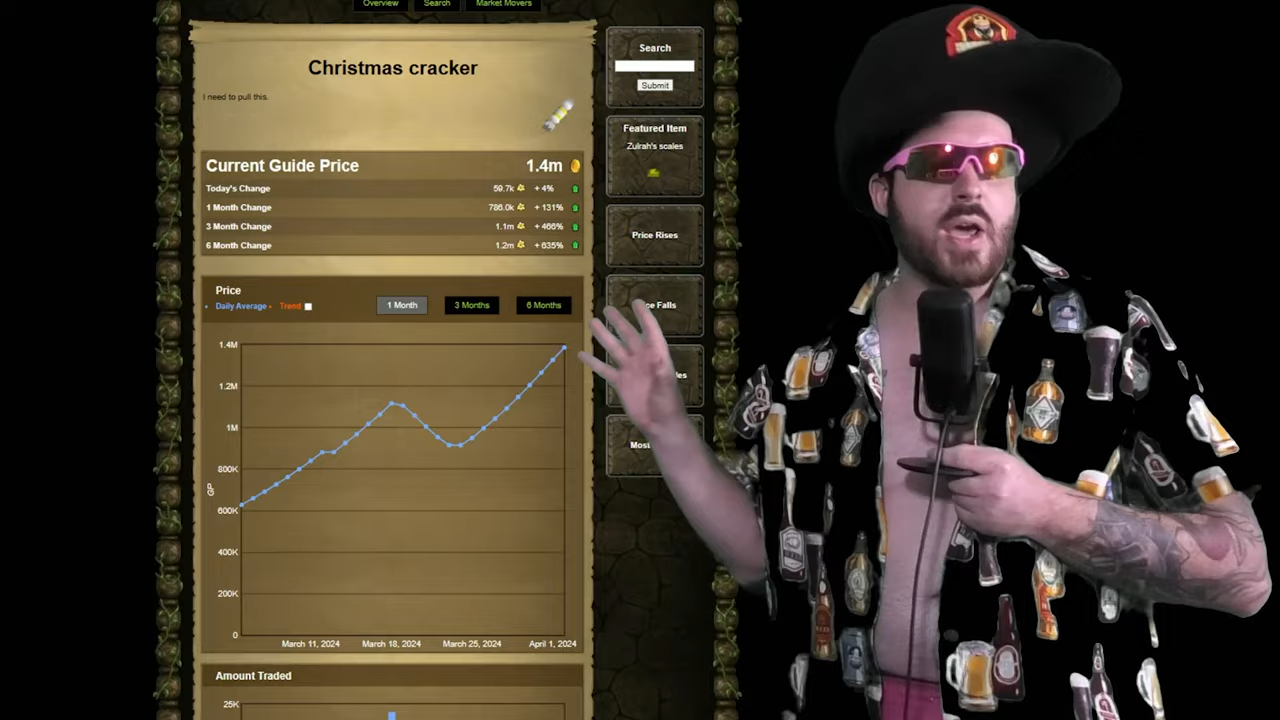 Overview Search Market Movers
Christmas cracker
I need to pull this.
Current Guide Price 1.4m
Today's Change 59.7k + 4%
1 Month Change 786.0k + 131%
3 Month Change 1.1m + 466%
6 Month Change 1.2m + 635%
Price
Daily Average Trend
1 Month 3 Months 6 Months
1.4M
1.2M
1M
800K
600K
400K
200K
0
GP
March 11, 2024 March 18, 2024 March 25, 2024 April 1, 2024
Amount Traded
25K
Search
Submit
Featured Item
Zulrah's scales
Price Rises
Falls
Most